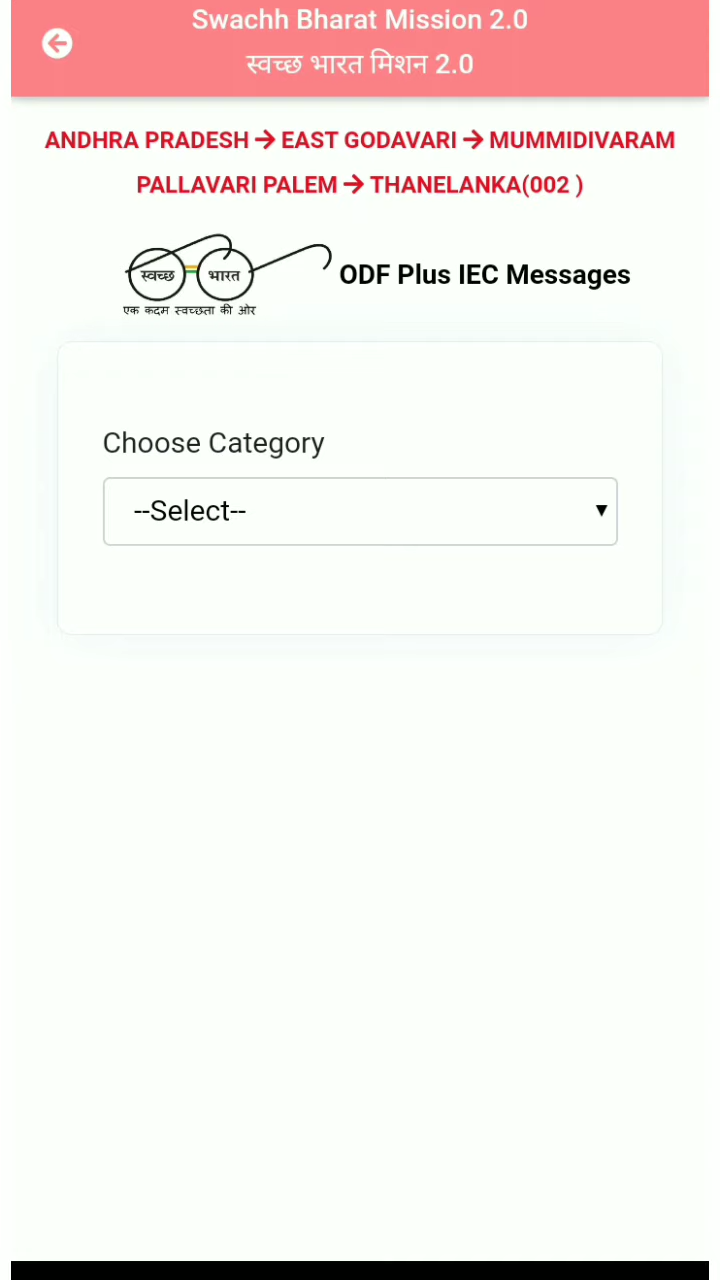 Swachh Bharat Mission 2.0
स्वच्छ भारत मिशन 2.0
ANDHRA PRADESH → EAST GODAVARI → MUMMIDIVARAM
PALLAVARI PALEM → THANELANKA(002 )
स्वच्छ भारत
एक कदम स्वच्छता की ओर
ODF Plus IEC Messages
Choose Category
--Select--